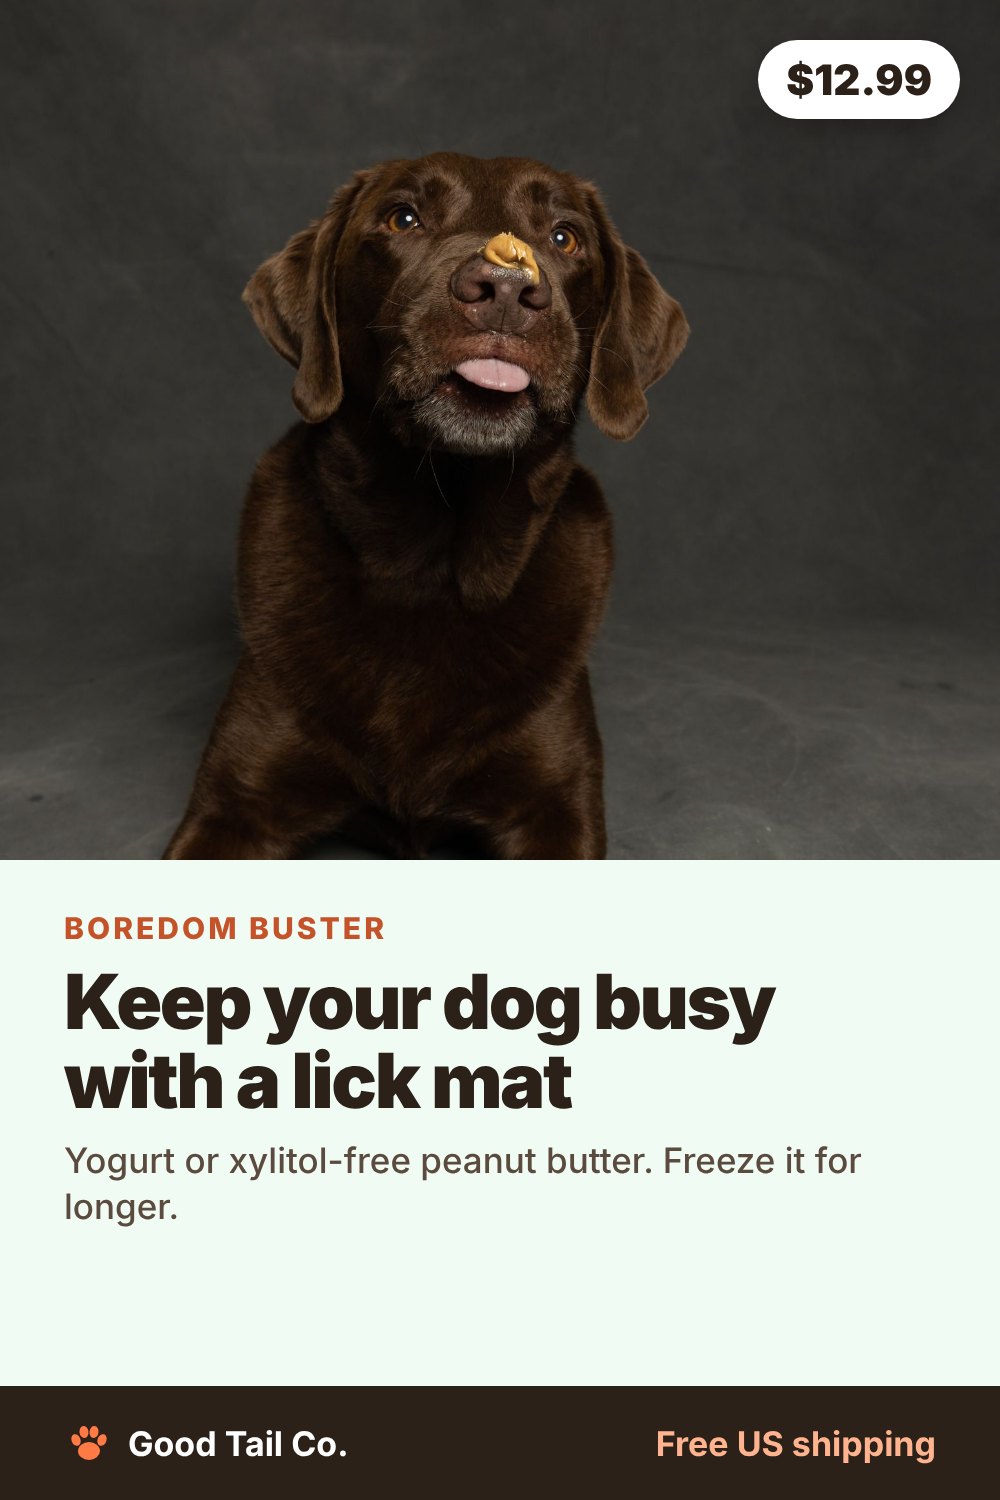 $12.99
BOREDOM BUSTER
Keep your dog busy
with a lick mat
Yogurt or xylitol-free peanut butter. Freeze it for
longer.
Good Tail Co.
Free US shipping